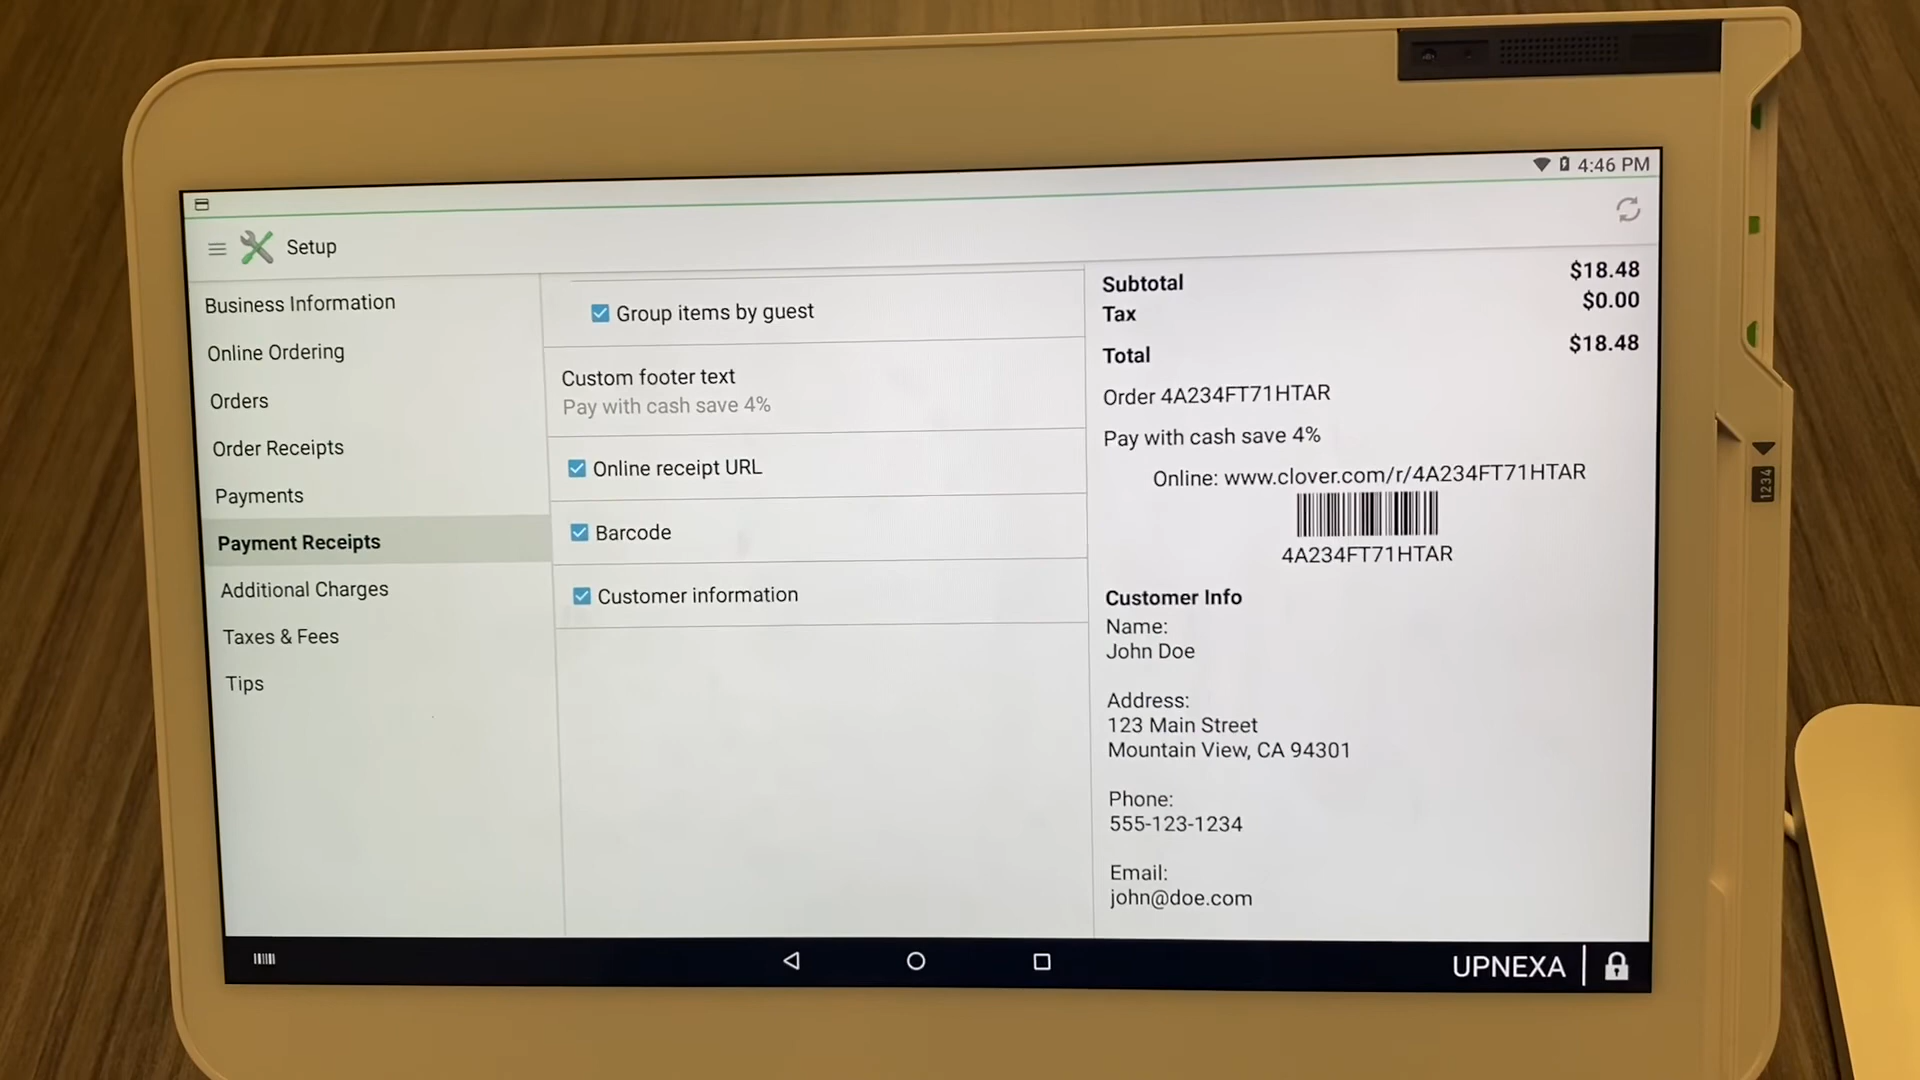 4:46 PM
Setup
Business Information
Online Ordering
Orders
Order Receipts
Payments
Payment Receipts
Additional Charges
Taxes & Fees
Tips
Group items by guest
Custom footer text
Pay with cash save 4%
Online receipt URL
Barcode
Customer information
Subtotal $18.48
Tax $0.00
Total $18.48
Order 4A234FT71HTAR
Pay with cash save 4%
Online: www.clover.com/r/4A234FT71HTAR
4A234FT71HTAR
Customer Info
Name:
John Doe
Address:
123 Main Street
Mountain View, CA 94301
Phone:
555-123-1234
Email:
john@doe.com
UPNEXA
1234